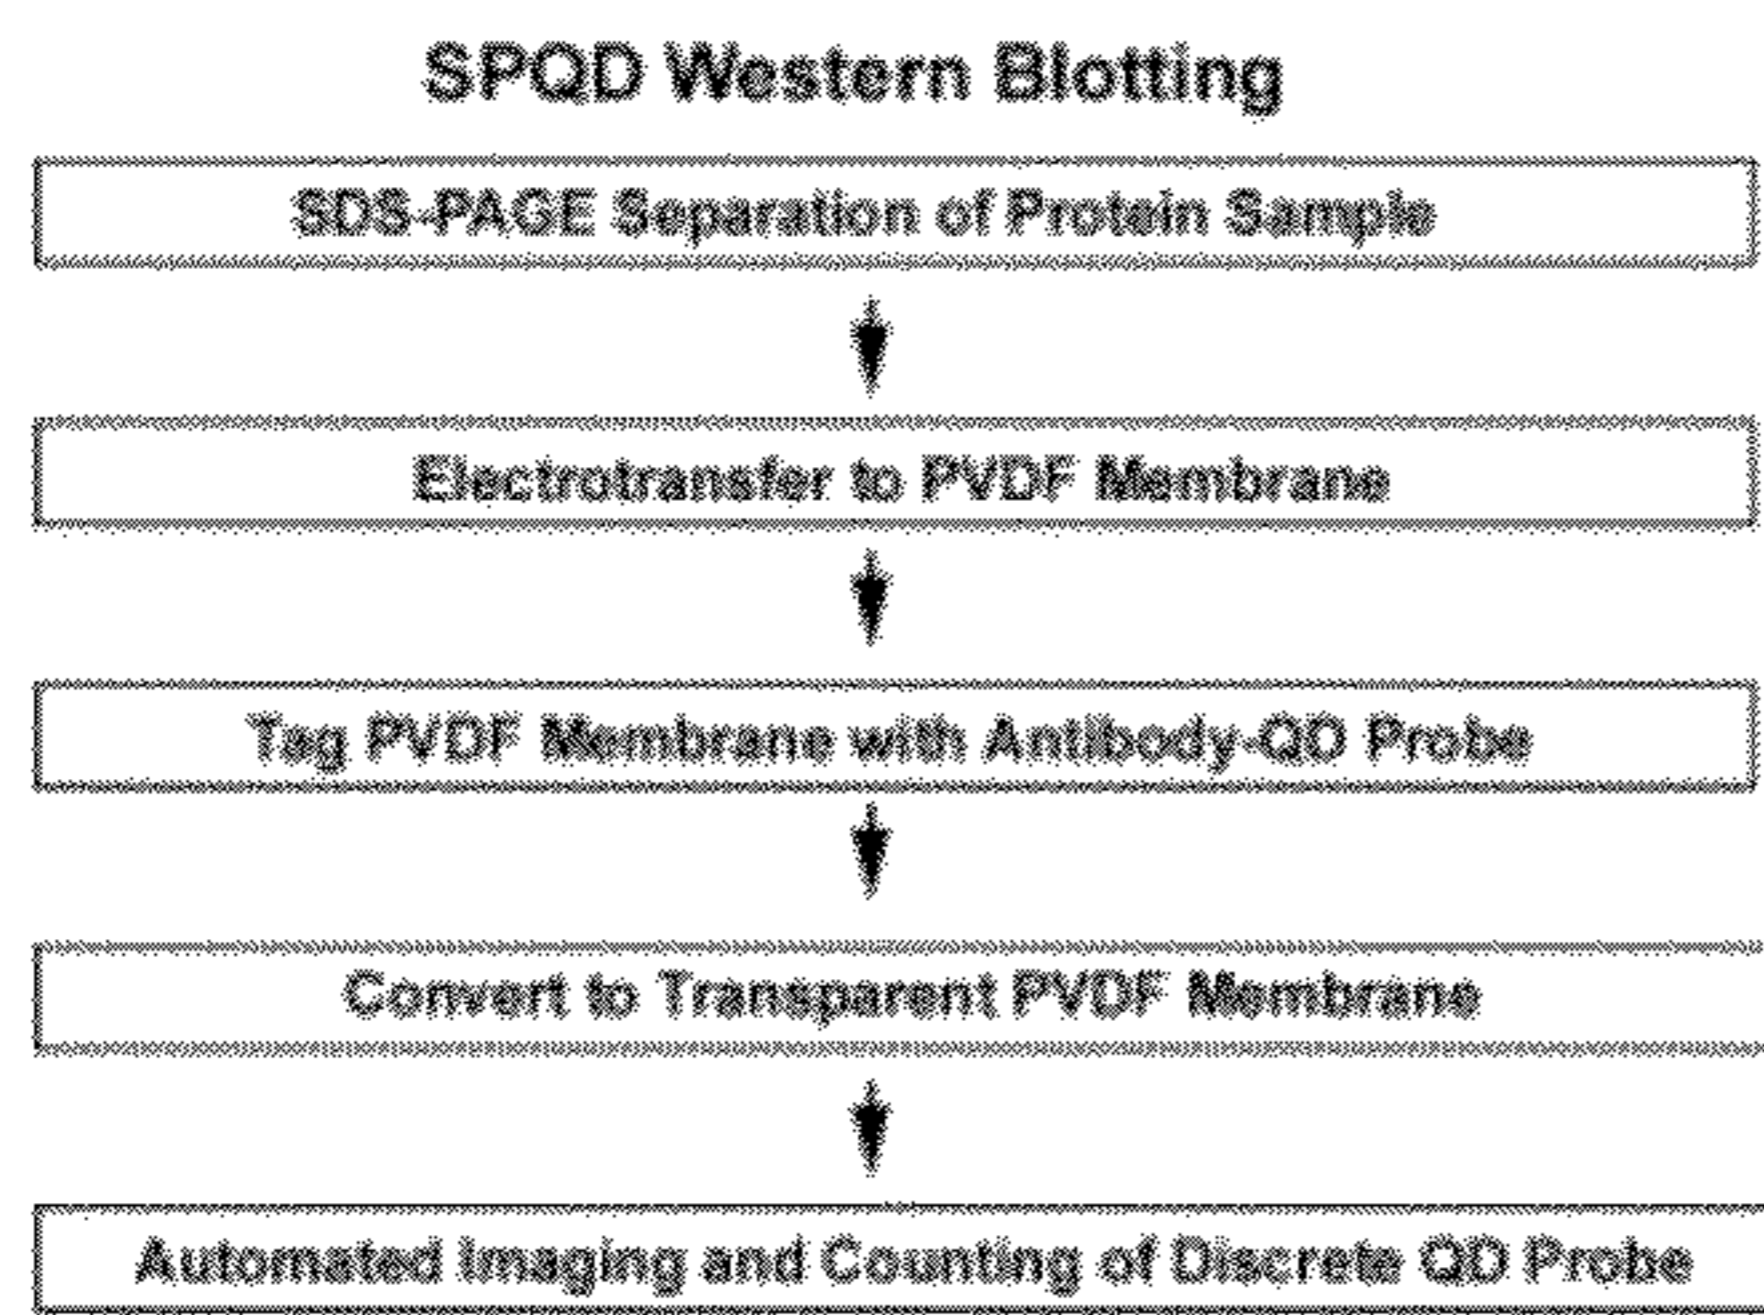 SPQD Western Blotting
SDS-PAGE Separation of Protein Sample
Electrotransfer to PVDF Membrane
Tag PVDF Membrane with Antibody-QD Probe
Convert to Transparent PVDF Membrane
Automated Imaging and Counting of Discrete QD Probe